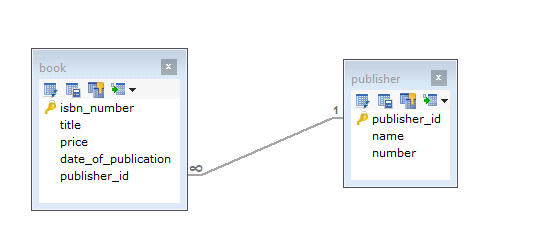 book
isbn_number
title
price
date_of_publication
publisher_id
∞
1
publisher
publisher_id
name
number